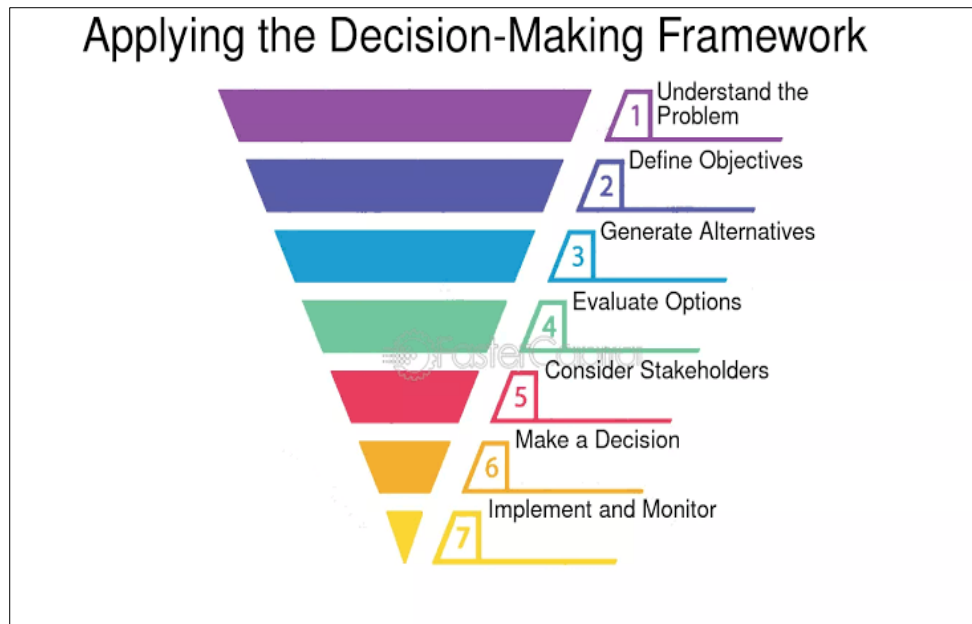 Applying the Decision-Making Framework
1
Understand the
Problem
2
Define Objectives
3
Generate Alternatives
4
Evaluate Options
FasterCapital
5
Consider Stakeholders
6
Make a Decision
7
Implement and Monitor